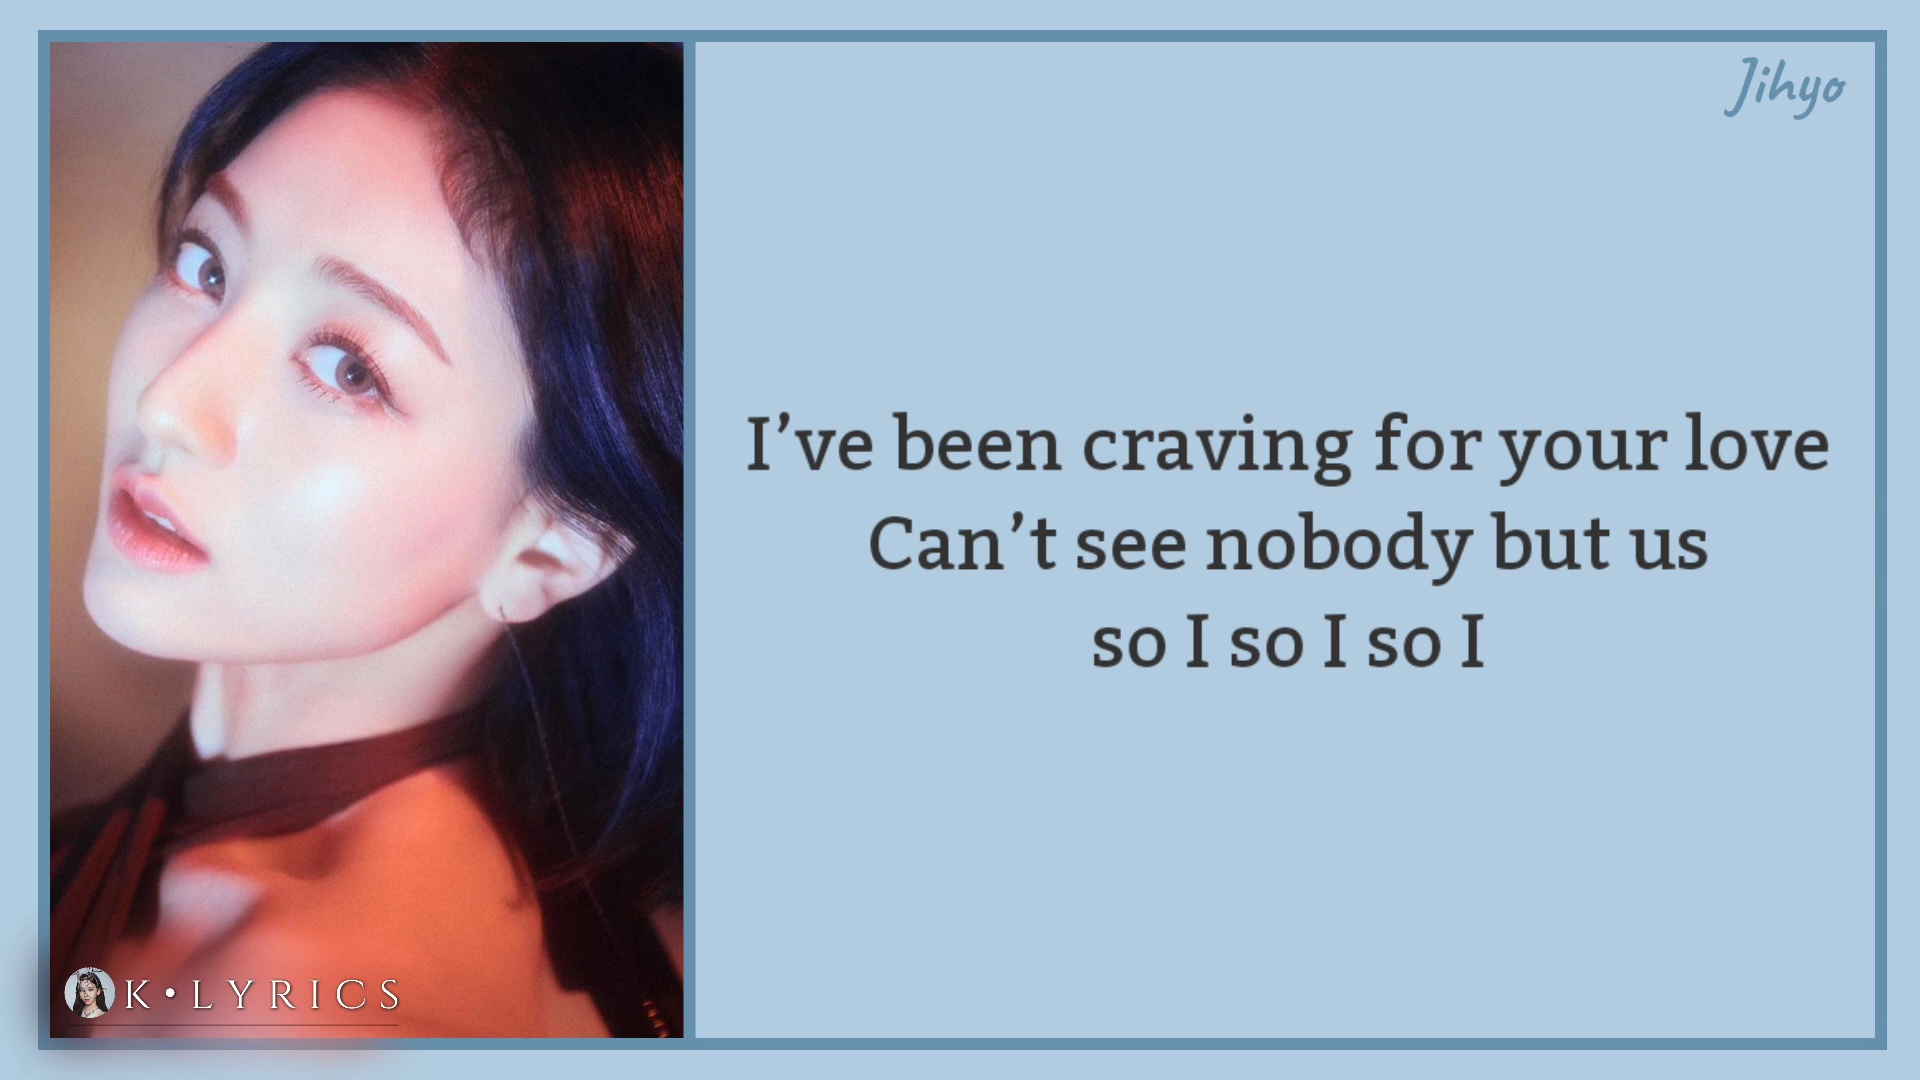 Jihyo
I’ve been craving for your love
Can’t see nobody but us
so I so I so I
K•LYRICS